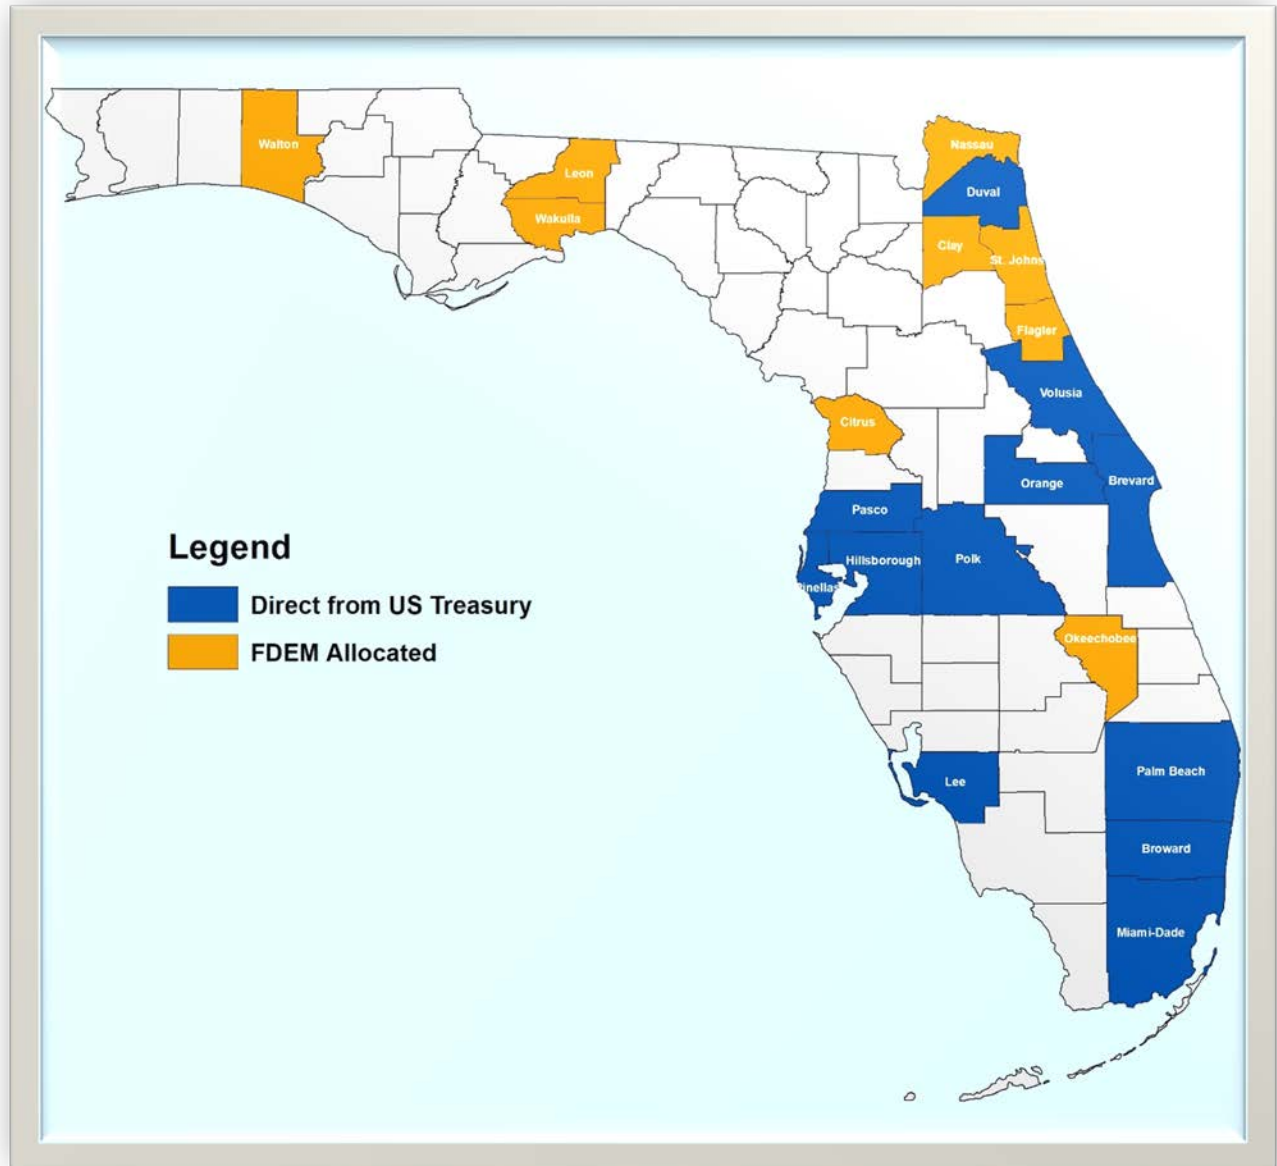 Walton
Leon
Wakulla
Nassau
Duval
Clay
St. Johns
Flagler
Volusia
Citrus
Orange
Brevard
Pasco
Hillsborough
Polk
Pinellas
Okeechobee
Lee
Palm Beach
Broward
Miami-Dade
Legend
Direct from US Treasury
FDEM Allocated